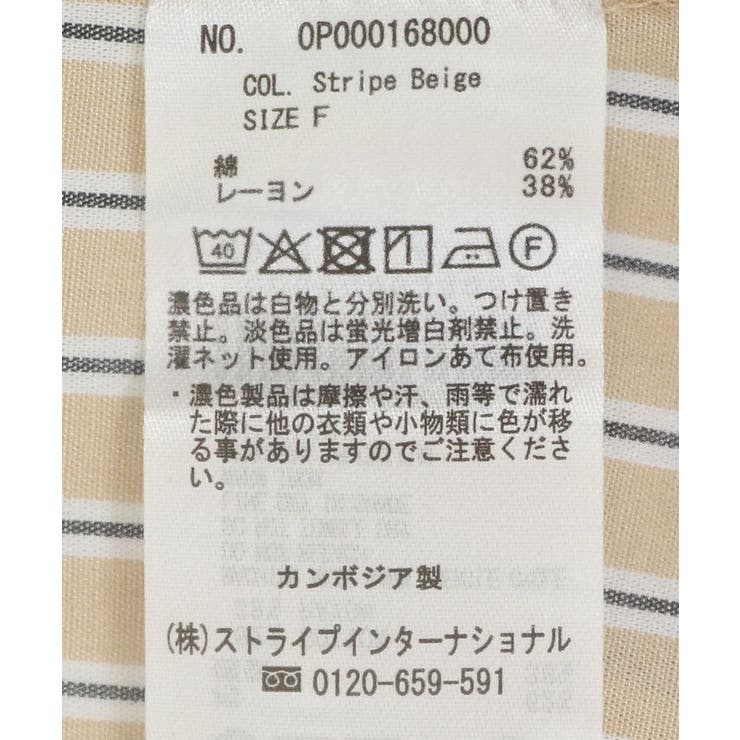 NO. OP000168000
COL. Stripe Beige
SIZE F
綿 62%
レーヨン 38%
40 F
濃色品は白物と分別洗い。つけ置き
禁止。淡色品は蛍光増白剤禁止。洗
濯ネット使用。アイロンあて布使用。
・濃色製品は摩擦や汗、雨等で濡れ
た際に他の衣類や小物類に色が移
る事がありますのでご注意くださ
い。
カンボジア製
(株)ストライプインターナショナル
0120-659-591